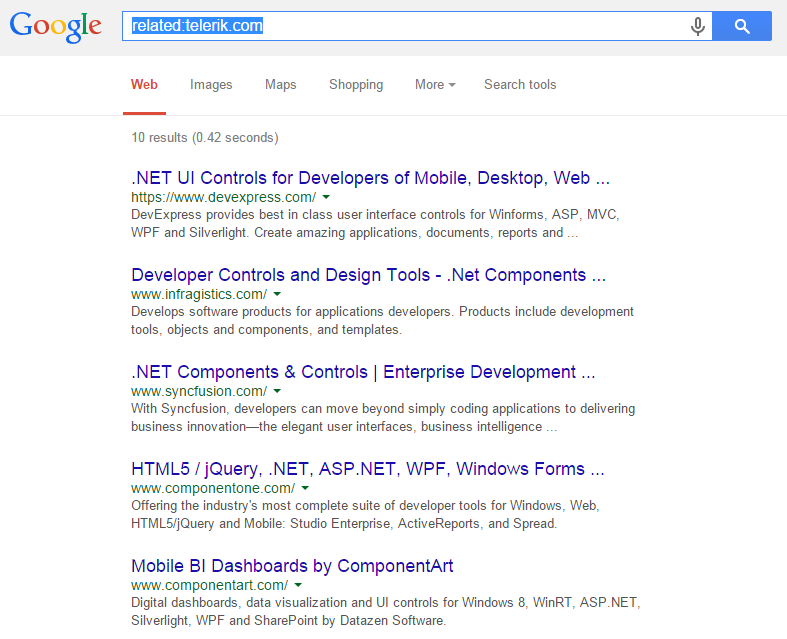 Google
related:telerik.com
Web Images Maps Shopping More Search tools
10 results (0.42 seconds)
.NET UI Controls for Developers of Mobile, Desktop, Web ...
https://www.devexpress.com/
DevExpress provides best in class user interface controls for Winforms, ASP, MVC,
WPF and Silverlight. Create amazing applications, documents, reports and ...
Developer Controls and Design Tools - .Net Components ...
www.infragistics.com/
Develops software products for applications developers. Products include development
tools, objects and components, and templates.
.NET Components & Controls | Enterprise Development ...
www.syncfusion.com/
With Syncfusion, developers can move beyond simply coding applications to delivering
business innovation—the elegant user interfaces, business intelligence ...
HTML5 / jQuery, .NET, ASP.NET, WPF, Windows Forms ...
www.componentone.com/
Offering the industry's most complete suite of developer tools for Windows, Web,
HTML5/jQuery and Mobile: Studio Enterprise, ActiveReports, and Spread.
Mobile BI Dashboards by ComponentArt
www.componentart.com/
Digital dashboards, data visualization and UI controls for Windows 8, WinRT, ASP.NET,
Silverlight, WPF and SharePoint by Datazen Software.